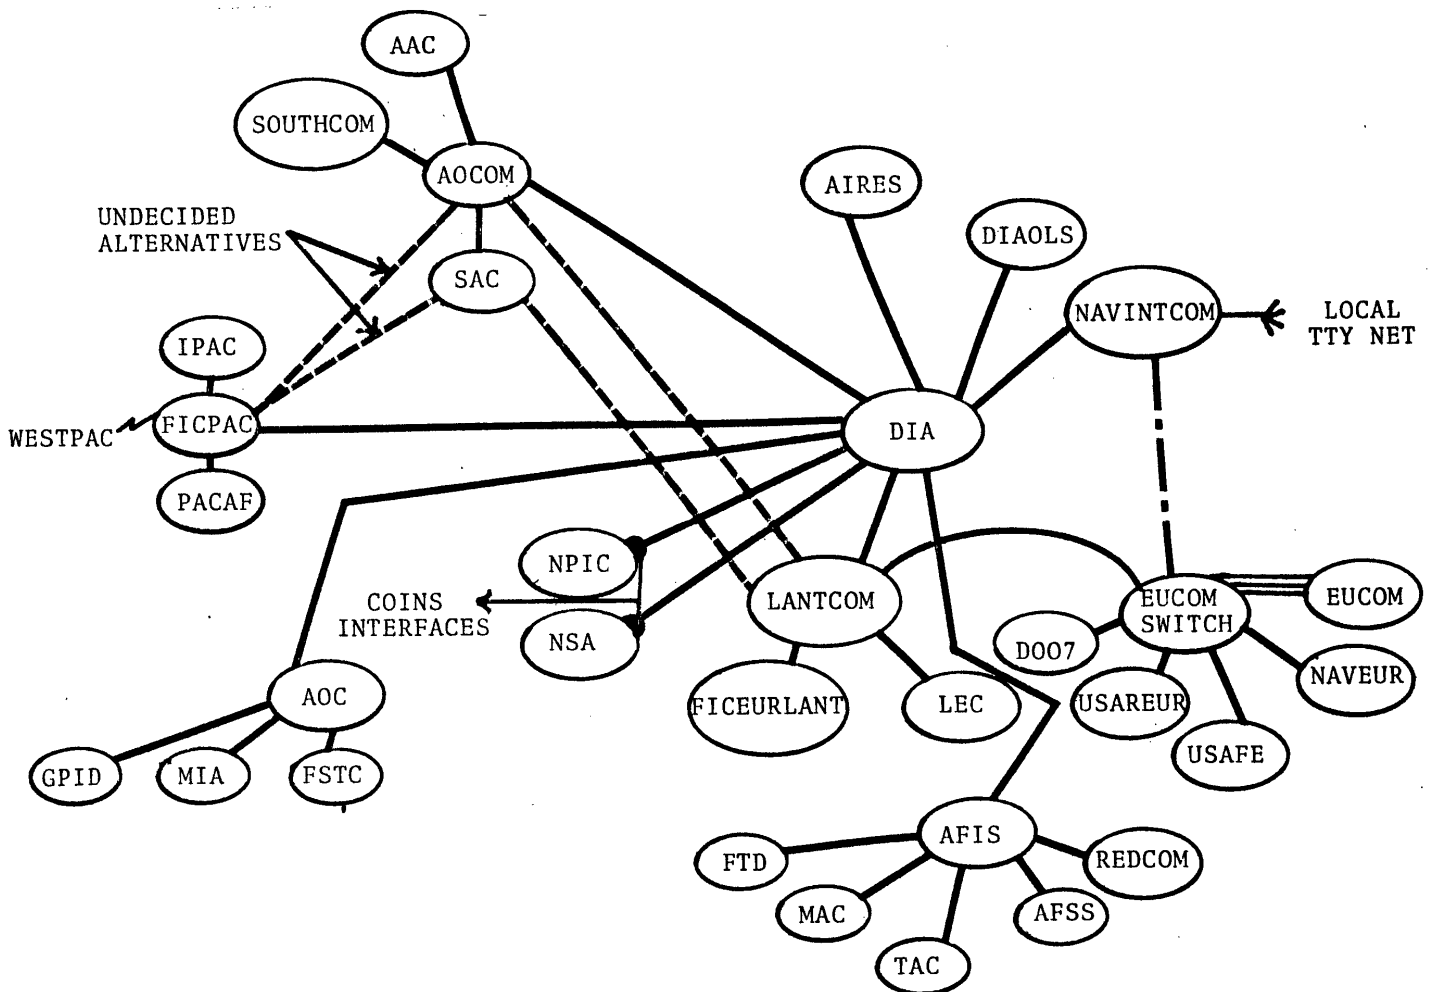 AAC
SOUTHCOM
AOCOM
AIRES
UNDECIDED
ALTERNATIVES
DIAOLS
SAC
NAVINTCOM
LOCAL
TTY NET
IPAC
WESTPAC
FICPAC
DIA
PACAF
NPIC
COINS
INTERFACES
NSA
LANTCOM
EUCOM
SWITCH
EUCOM
DOO7
NAVEUR
FICEURLANT
LEC
USAREUR
AOC
USAFE
GPID
MIA
FSTC
AFIS
FTD
REDCOM
MAC
AFSS
TAC